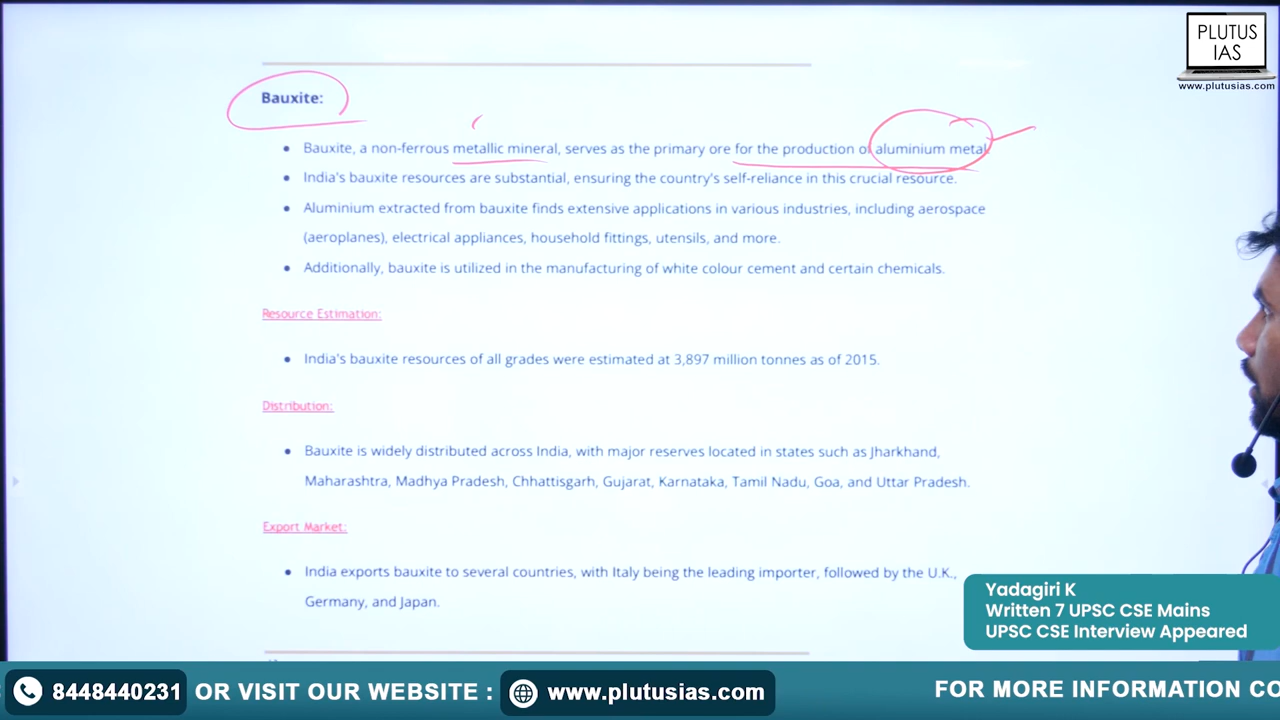 PLUTUS
IAS
www.plutusias.com
Bauxite:
• Bauxite, a non-ferrous metallic mineral, serves as the primary ore for the production of aluminium metal.
• India's bauxite resources are substantial, ensuring the country's self-reliance in this crucial resource.
• Aluminium extracted from bauxite finds extensive applications in various industries, including aerospace
(aeroplanes), electrical appliances, household fittings, utensils, and more.
• Additionally, bauxite is utilized in the manufacturing of white colour cement and certain chemicals.
Resource Estimation:
• India's bauxite resources of all grades were estimated at 3,897 million tonnes as of 2015.
Distribution:
• Bauxite is widely distributed across India, with major reserves located in states such as Jharkhand,
Maharashtra, Madhya Pradesh, Chhattisgarh, Gujarat, Karnataka, Tamil Nadu, Goa, and Uttar Pradesh.
Export Market:
• India exports bauxite to several countries, with Italy being the leading importer, followed by the U.K.,
Germany, and Japan.
Yadagiri K
Written 7 UPSC CSE Mains
UPSC CSE Interview Appeared
8448440231 OR VISIT OUR WEBSITE : www.plutusias.com FOR MORE INFORMATION CO